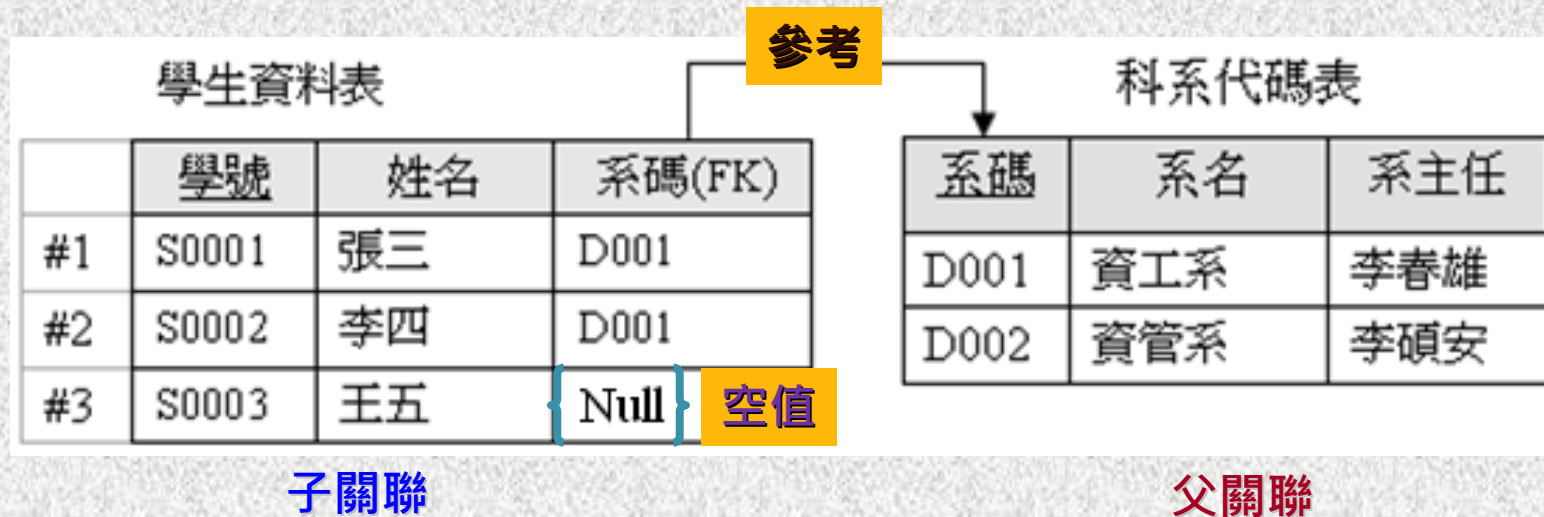 參考
學生資料表
科系代碼表
學號 姓名 系碼(FK)
#1 S0001 張三 D001
#2 S0002 李四 D001
#3 S0003 王五 Null 空值
系碼 系名 系主任
D001 資工系 李春雄
D002 資管系 李碩安
子關聯
父關聯